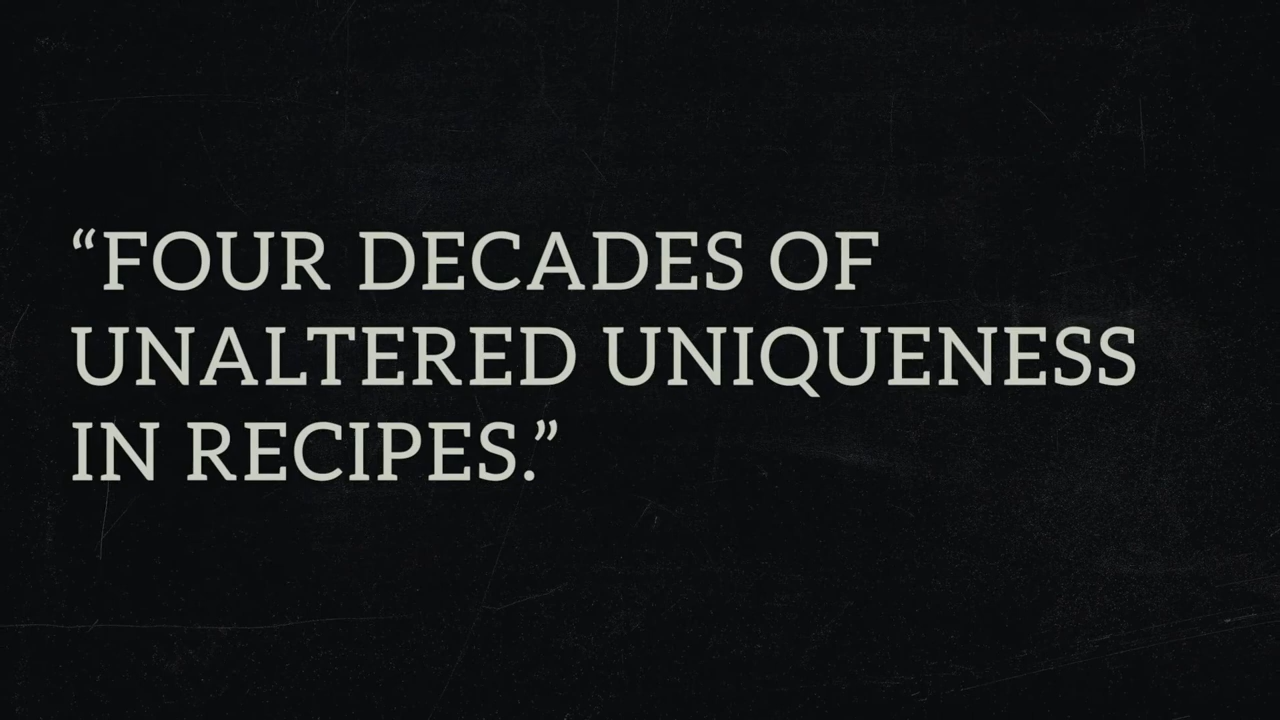 “FOUR DECADES OF
UNALTERED UNIQUENESS
IN RECIPES.”